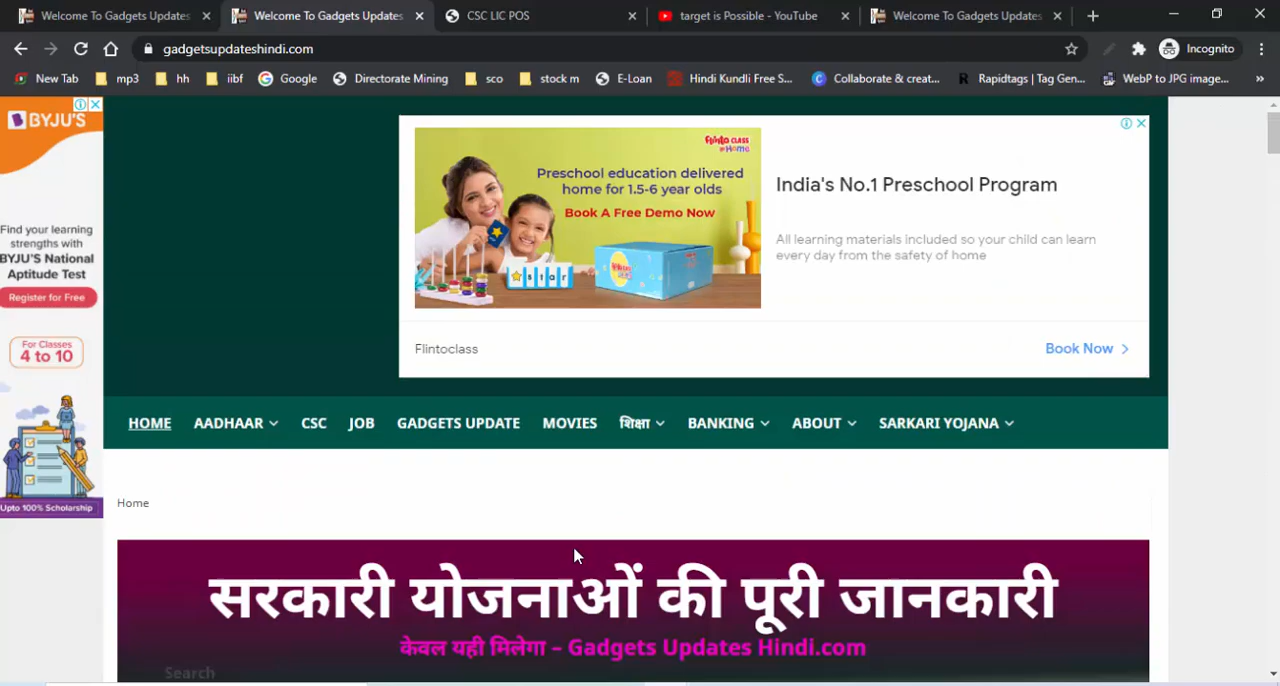 Welcome To Gadgets Updates
Welcome To Gadgets Updates
CSC LIC POS
target is Possible - YouTube
Welcome To Gadgets Updates
gadgetsupdateshindi.com
Incognito
New Tab
mp3
hh
iibf
Google
Directorate Mining
sco
stock m
E-Loan
Hindi Kundli Free S...
Collaborate & creat...
Rapidtags | Tag Gen...
WebP to JPG image...
BYJU'S
Find your learning
strengths with
BYJU'S National
Aptitude Test
Register for Free
For Classes
4 to 10
Upto 100% Scholarship
flinto CLASS
@Home
Preschool education delivered
home for 1.5-6 year olds
Book A Free Demo Now
star
India's No.1 Preschool Program
All learning materials included so your child can learn
every day from the safety of home
Flintoclass
Book Now
HOME
AADHAAR
CSC
JOB
GADGETS UPDATE
MOVIES
शिक्षा
BANKING
ABOUT
SARKARI YOJANA
Home
सरकारी योजनाओं की पूरी जानकारी
केवल यही मिलेगा – Gadgets Updates Hindi.com
Search